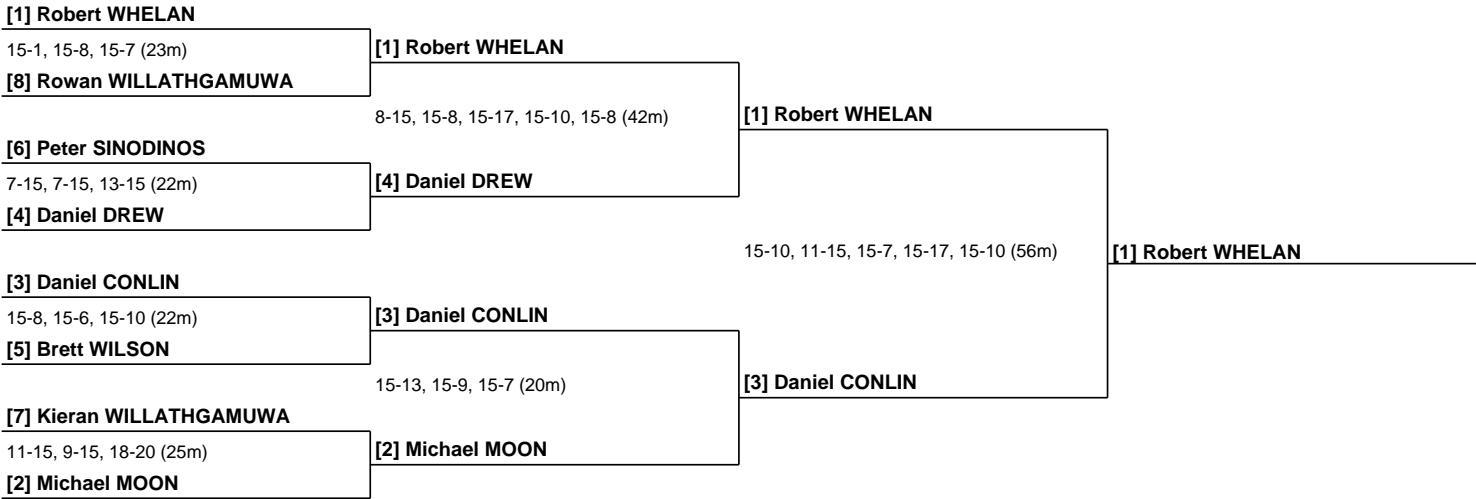 [1] Robert WHELAN
15-1, 15-8, 15-7 (23m)
[1] Robert WHELAN
[8] Rowan WILLATHGAMUWA
8-15, 15-8, 15-17, 15-10, 15-8 (42m)
[1] Robert WHELAN
[6] Peter SINODINOS
7-15, 7-15, 13-15 (22m)
[4] Daniel DREW
[4] Daniel DREW
15-10, 11-15, 15-7, 15-17, 15-10 (56m)
[1] Robert WHELAN
[3] Daniel CONLIN
15-8, 15-6, 15-10 (22m)
[3] Daniel CONLIN
[5] Brett WILSON
15-13, 15-9, 15-7 (20m)
[3] Daniel CONLIN
[7] Kieran WILLATHGAMUWA
11-15, 9-15, 18-20 (25m)
[2] Michael MOON
[2] Michael MOON